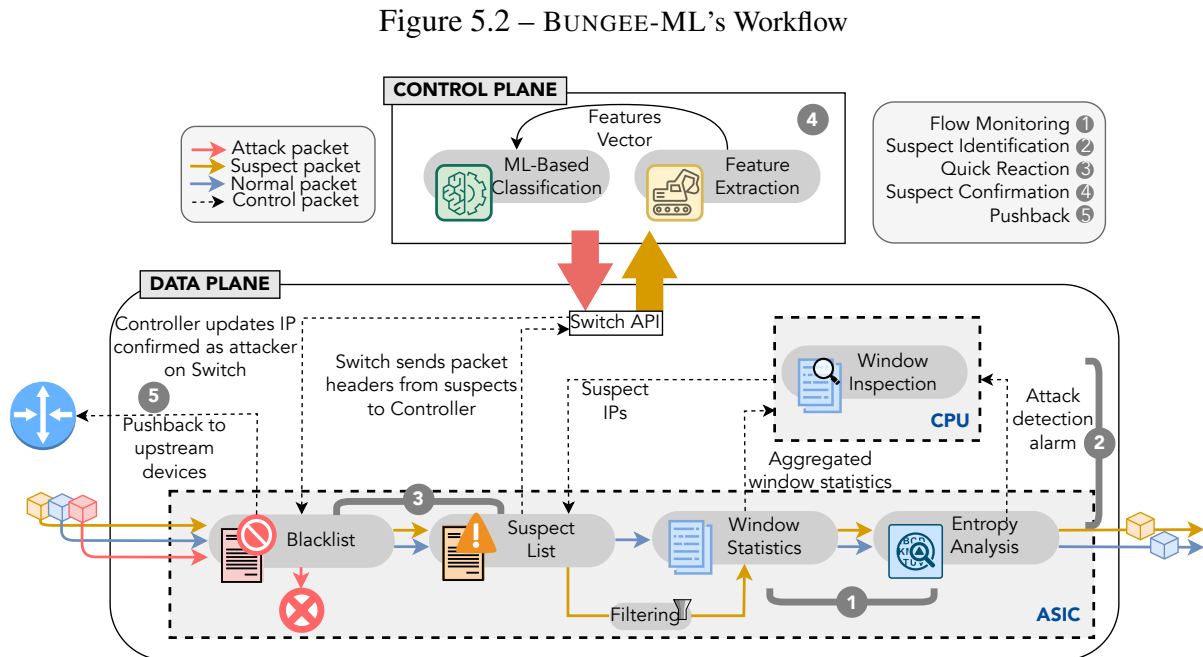 Figure 5.2 – BUNGEE-ML's Workflow
CONTROL PLANE
4
Features
Vector
ML-Based
Classification
Feature
Extraction
Attack packet
Suspect packet
Normal packet
Control packet
Flow Monitoring 1
Suspect Identification 2
Quick Reaction 3
Suspect Confirmation 4
Pushback 5
DATA PLANE
Switch API
Controller updates IP
confirmed as attacker
on Switch
Switch sends packet
headers from suspects
to Controller
Suspect
IPs
Window
Inspection
CPU
Attack
detection
alarm
2
5
Pushback to
upstream
devices
Aggregated
window statistics
3
Blacklist
Suspect
List
Window
Statistics
Entropy
Analysis
Filtering
1
ASIC